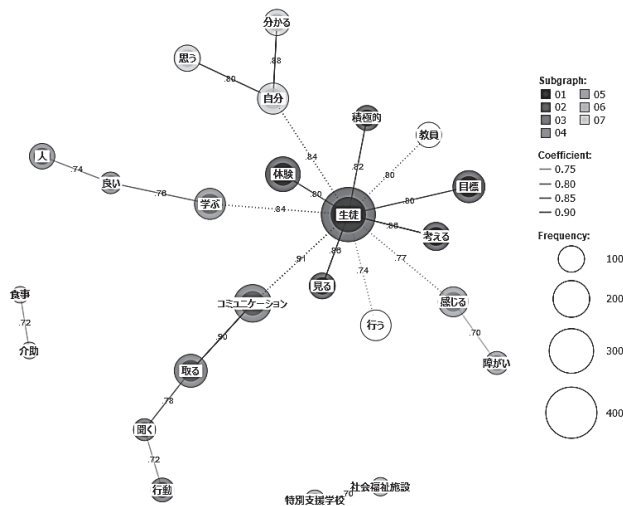 分かる
思う
.88
.80
自分
積極的
教員
.84
.82
.80
人
.74
良い
.78
学ぶ
.84
体験
.80
目標
.80
生徒
.88
考える
.91
.88
見る
.74
.77
食事
.72
介助
コミュニケーション
行う
感じる
.90
.70
取る
障がい
.78
聞く
.72
行動
特別支援学校
.70
社会福祉施設
Subgraph:
01 05
02 06
03 07
04
Coefficient:
0.75
0.80
0.85
0.90
Frequency:
100
200
300
400